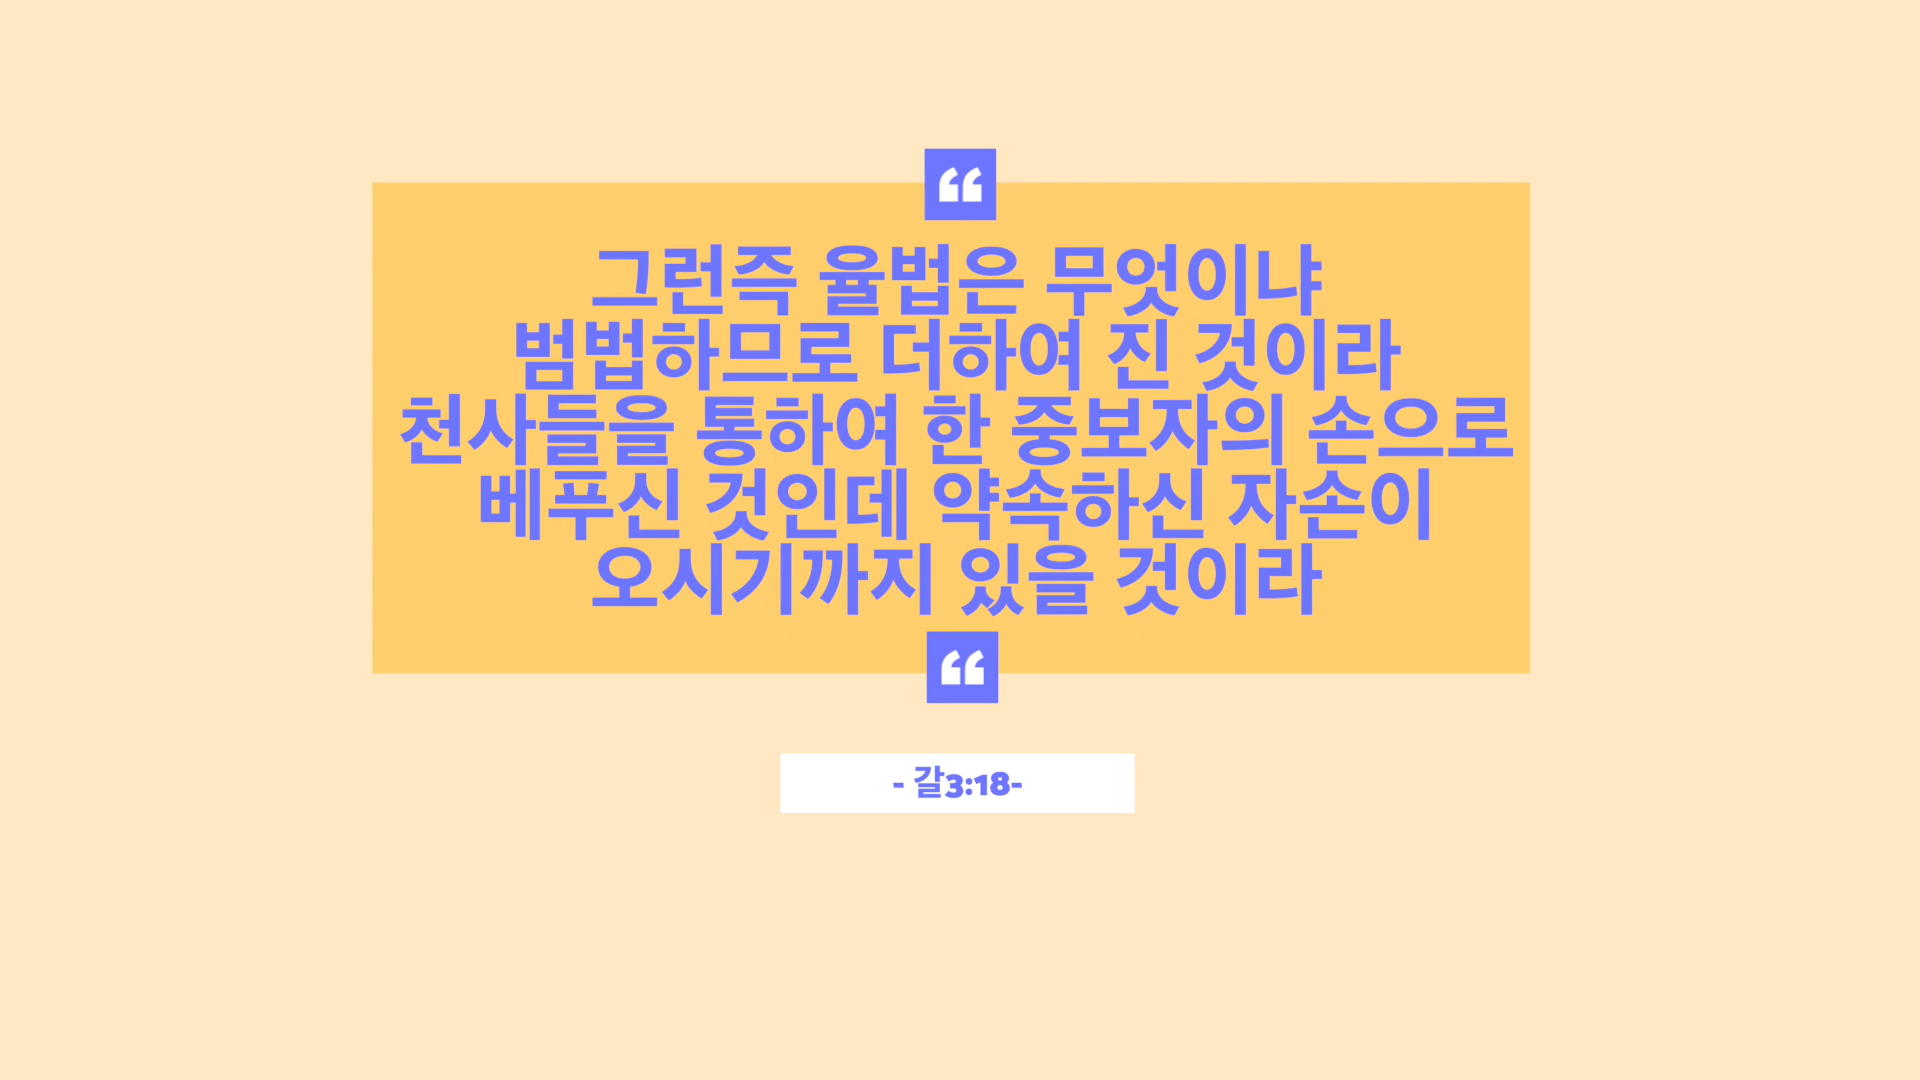 “
그런즉 율법은 무엇이냐
범법하므로 더하여 진 것이라
천사들을 통하여 한 중보자의 손으로
베푸신 것인데 약속하신 자손이
오시기까지 있을 것이라
“
- 갈3:18-